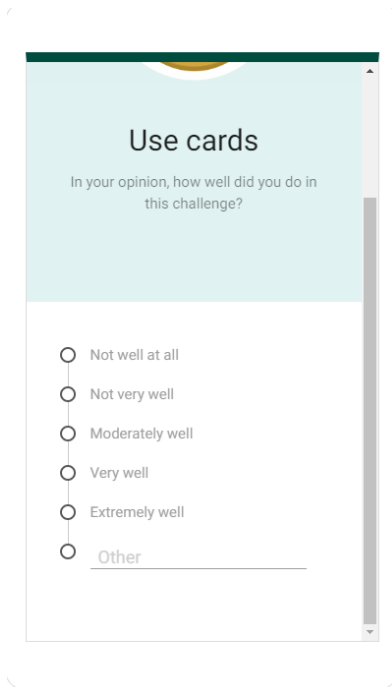 Use cards
In your opinion, how well did you do in
this challenge?
Not well at all
Not very well
Moderately well
Very well
Extremely well
Other